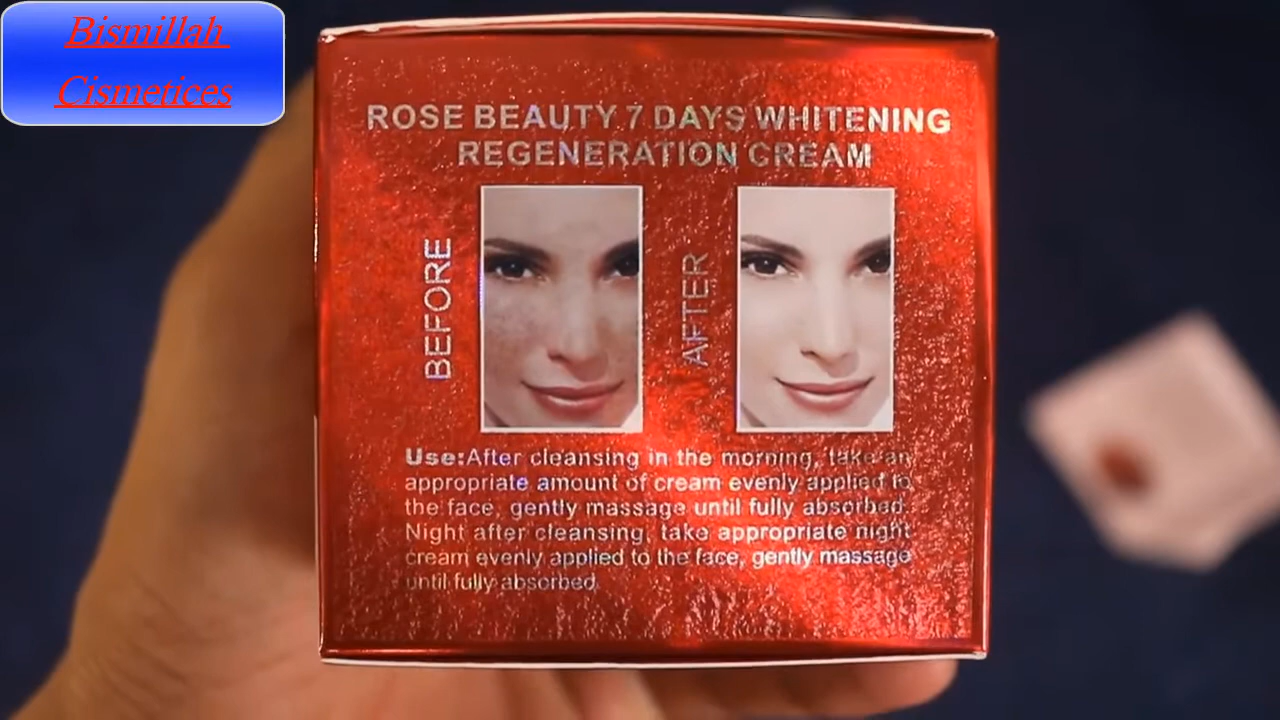 Bismillah
Cismetices
ROSE BEAUTY 7 DAYS WHITENING
REGENERATION CREAM
BEFORE
AFTER
Use:After cleansing in the morning, take an
appropriate amount of cream evenly applied to
the face, gently massage until fully absorbed.
Night after cleansing, take appropriate night
cream evenly applied to the face, gently massage
until fully absorbed.